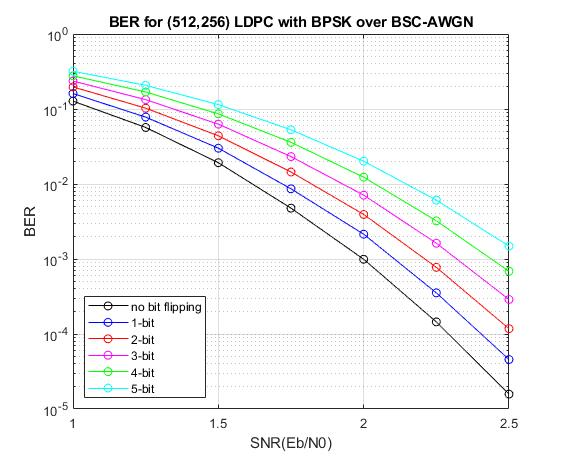 BER for (512,256) LDPC with BPSK over BSC-AWGN
10^0
10^-1
10^-2
10^-3
10^-4
10^-5
BER
no bit flipping
1-bit
2-bit
3-bit
4-bit
5-bit
1
1.5
2
2.5
SNR(Eb/N0)